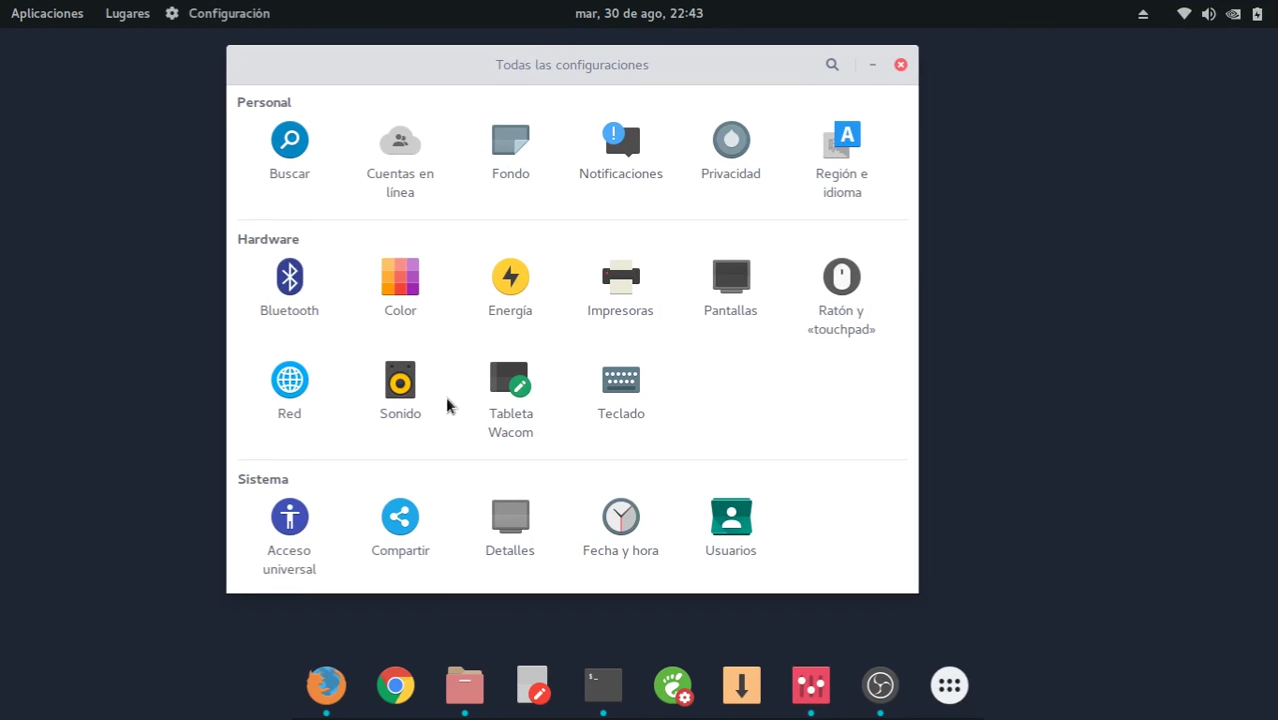 Aplicaciones Lugares Configuración mar, 30 de ago, 22:43
Todas las configuraciones
Personal
Buscar Cuentas en línea Fondo Notificaciones Privacidad Región e idioma
Hardware
Bluetooth Color Energía Impresoras Pantallas Ratón y «touchpad»
Red Sonido Tableta Wacom Teclado
Sistema
Acceso universal Compartir Detalles Fecha y hora Usuarios